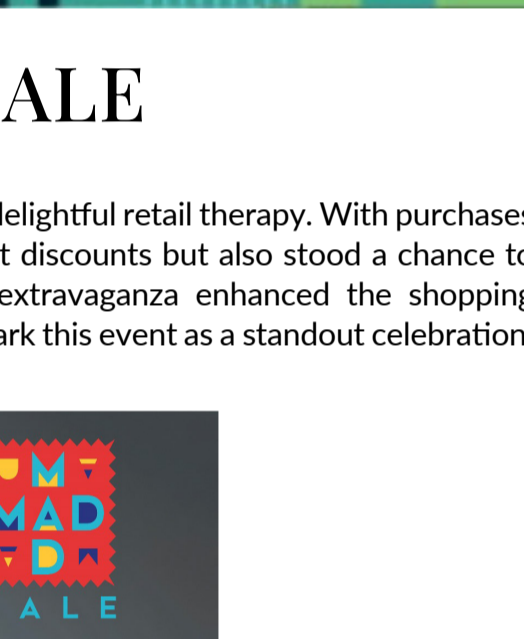 ALE
delightful retail therapy. With purchases
t discounts but also stood a chance to
extravaganza enhanced the shopping
ark this event as a standout celebration
M
MAD
D
ALE